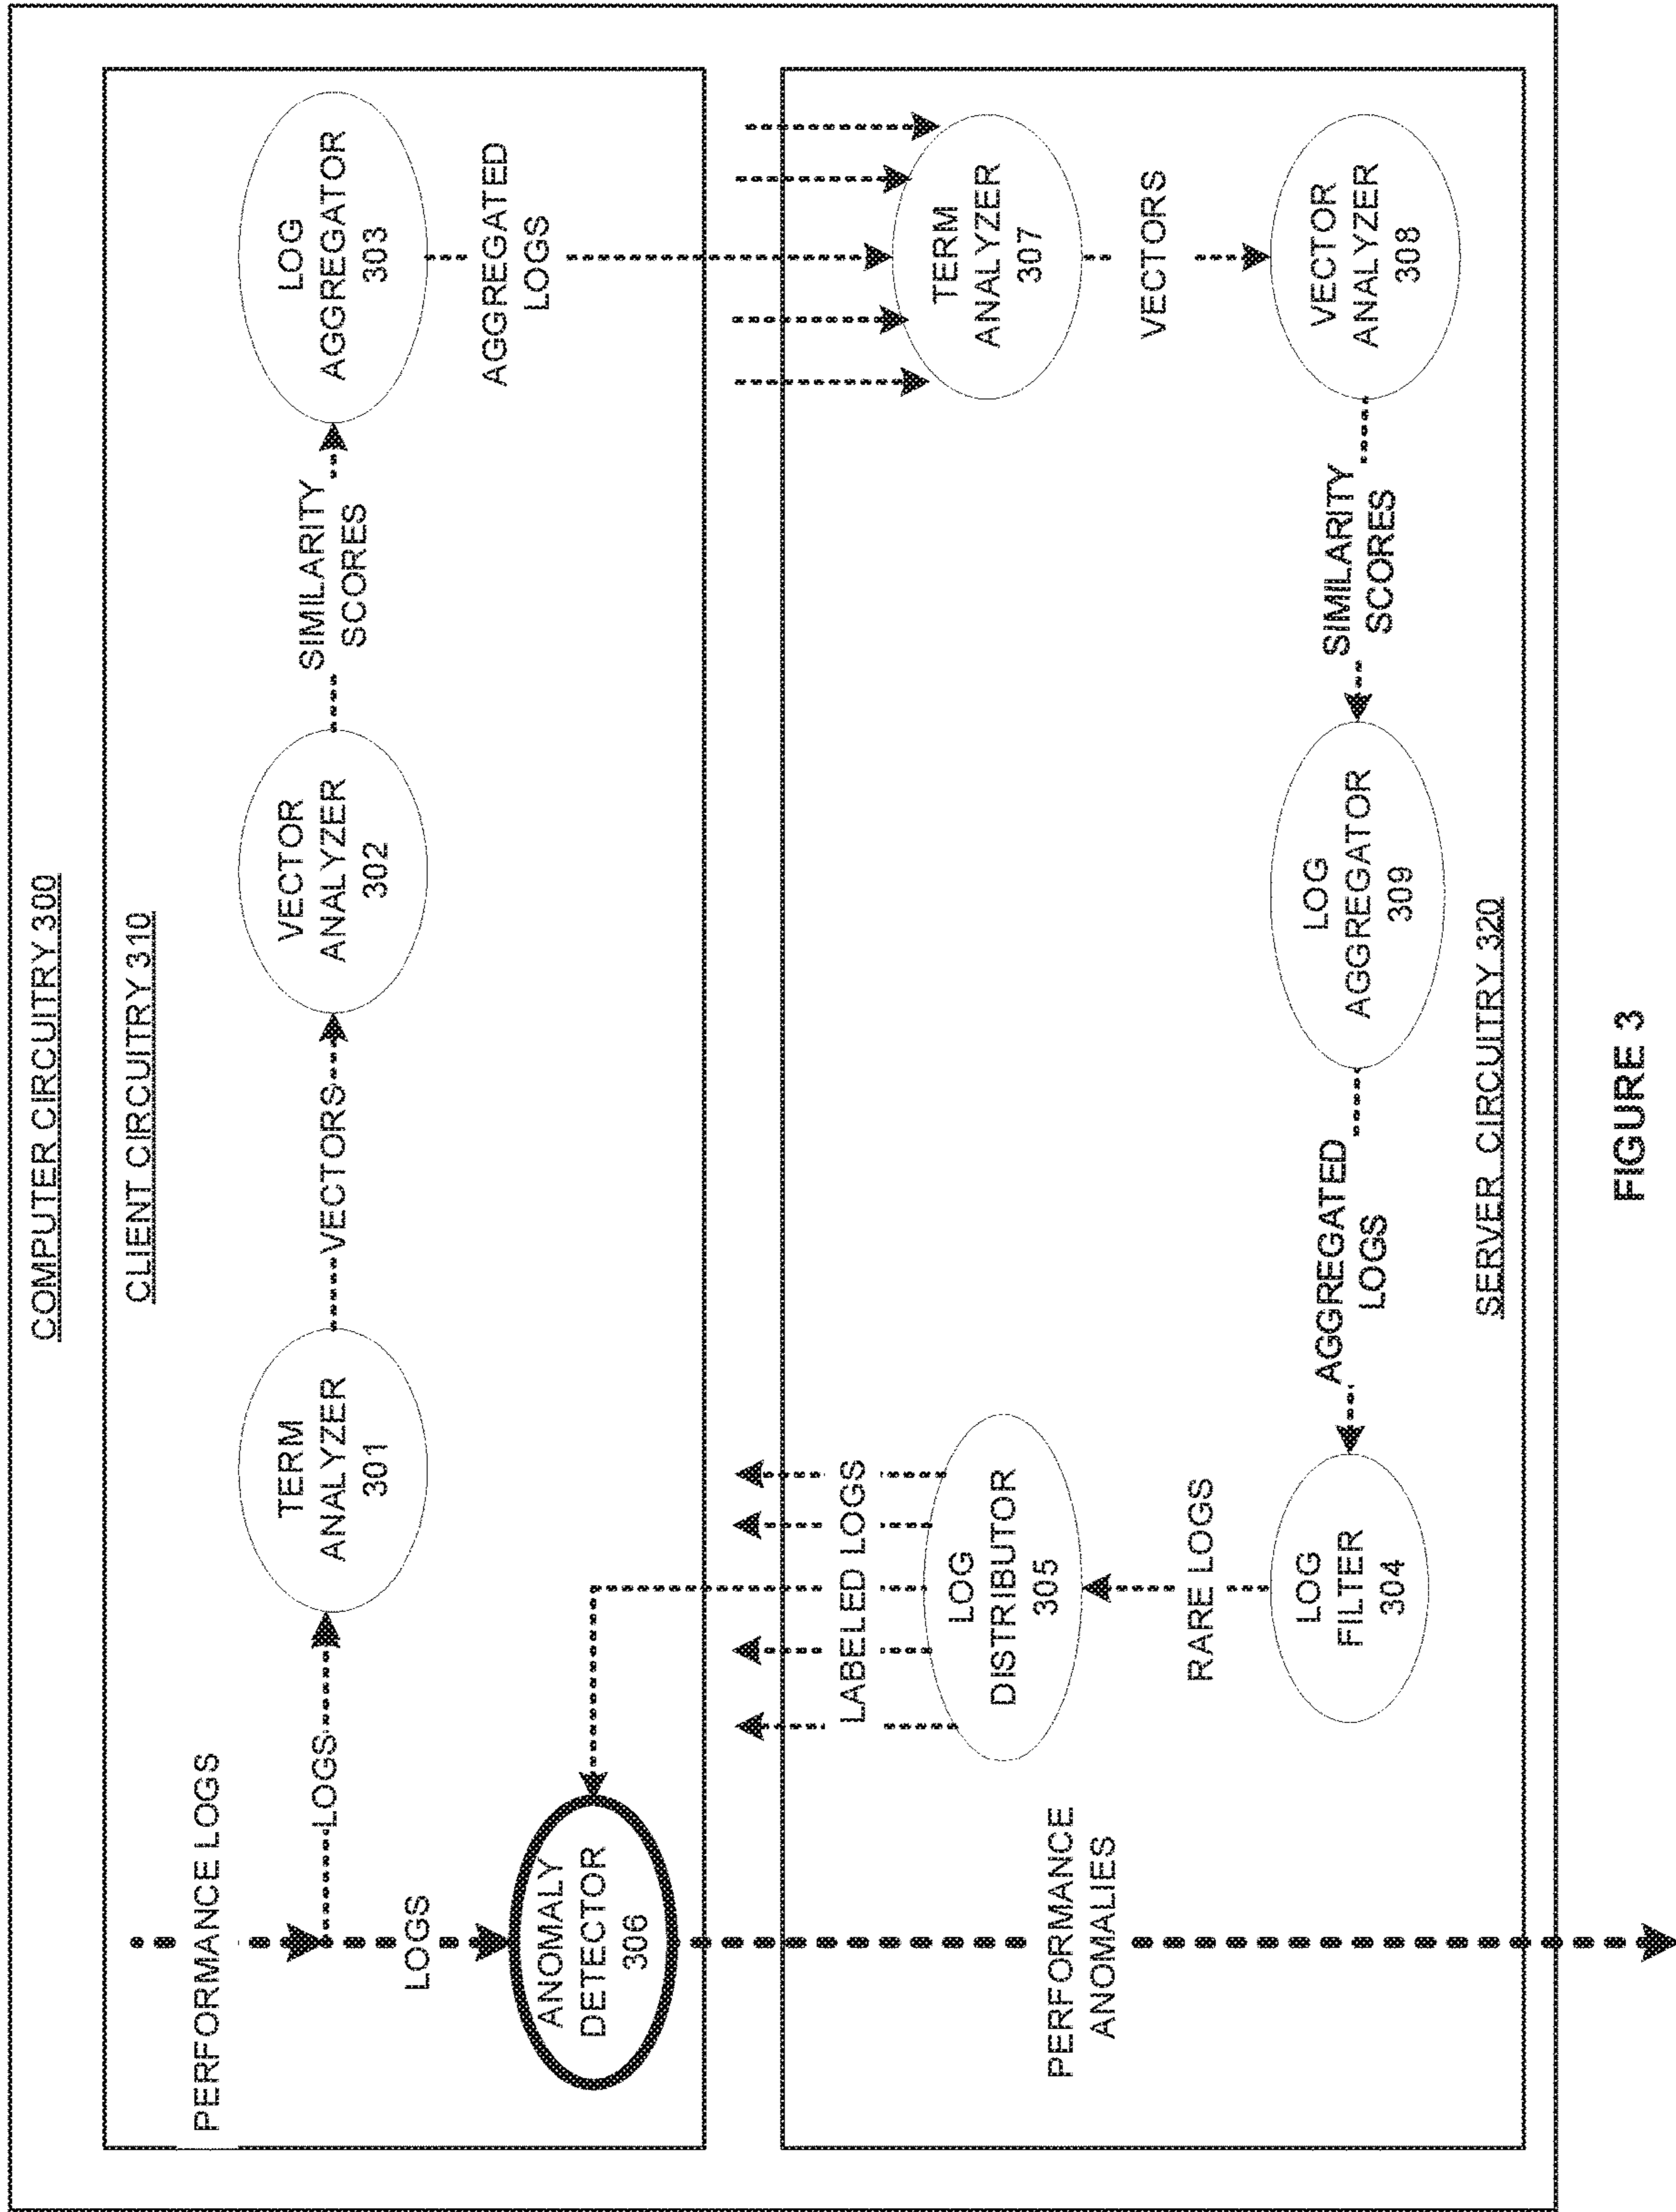 COMPUTER CIRCUITRY 300
CLIENT CIRCUITRY 310
PERFORMANCE LOGS
LOGS
LOGS
TERM
ANALYZER
301
VECTORS
VECTOR
ANALYZER
302
SIMILARITY
SCORES
LOG
AGGREGATOR
303
AGGREGATED
LOGS
ANOMALY
DETECTOR
306
LABELED LOGS
PERFORMANCE
ANOMALIES
LOG
DISTRIBUTOR
305
TERM
ANALYZER
307
RARE LOGS
VECTORS
LOG
FILTER
304
AGGREGATED
LOGS
LOG
AGGREGATOR
309
SIMILARITY
SCORES
VECTOR
ANALYZER
308
SERVER CIRCUITRY 320
FIGURE 3